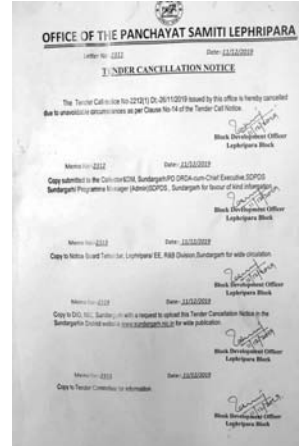 OFFICE OF THE PANCHAYAT SAMITI LEPHRIPARA
Letter No 2312 Date- 11/12/2019
TENDER CANCELLATION NOTICE
The Tender Call notice No-2212(1) Dt.-26/11/2019 issued by this office is hereby cancelled
due to unavoidable circumstances as per Clause No-14 of the Tender Call Notice.
Block Development Officer
Lephripara Block
Memo No- Date- 11/12/2019
Copy submitted to the Collector&DM, Sundargarh/PD DRDA-cum-Chief Executive,SDPDS
Sundargarh/ Programme Manager (Admin)SDPDS , Sundargarh for favour of kind information.
Block Development Officer
Lephripara Block
Memo No- Date- 11/12/2019
Copy to Notice Board Lephripara/ EE, R&B Division,Sundargarh for wide circulation.
Block Development Officer
Lephripara Block
Memo No- Date- 11/12/2019
Copy to DIO, NIC, Sundargarh with a request to upload this Tender Cancellation Notice in the
Sundargarh District website www.sundargarh.nic.in for wide publication.
Block Development Officer
Lephripara Block
Memo No- Date- 11/12/2019
Copy to Tender Committee for information.
Block Development Officer
Lephripara Block